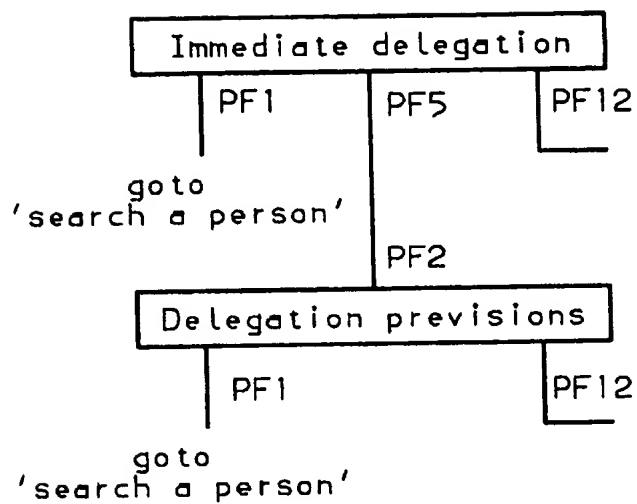 Immediate delegation
PF1 PF5 PF12
goto
'search a person'
PF2
Delegation previsions
PF1 PF12
goto
'search a person'